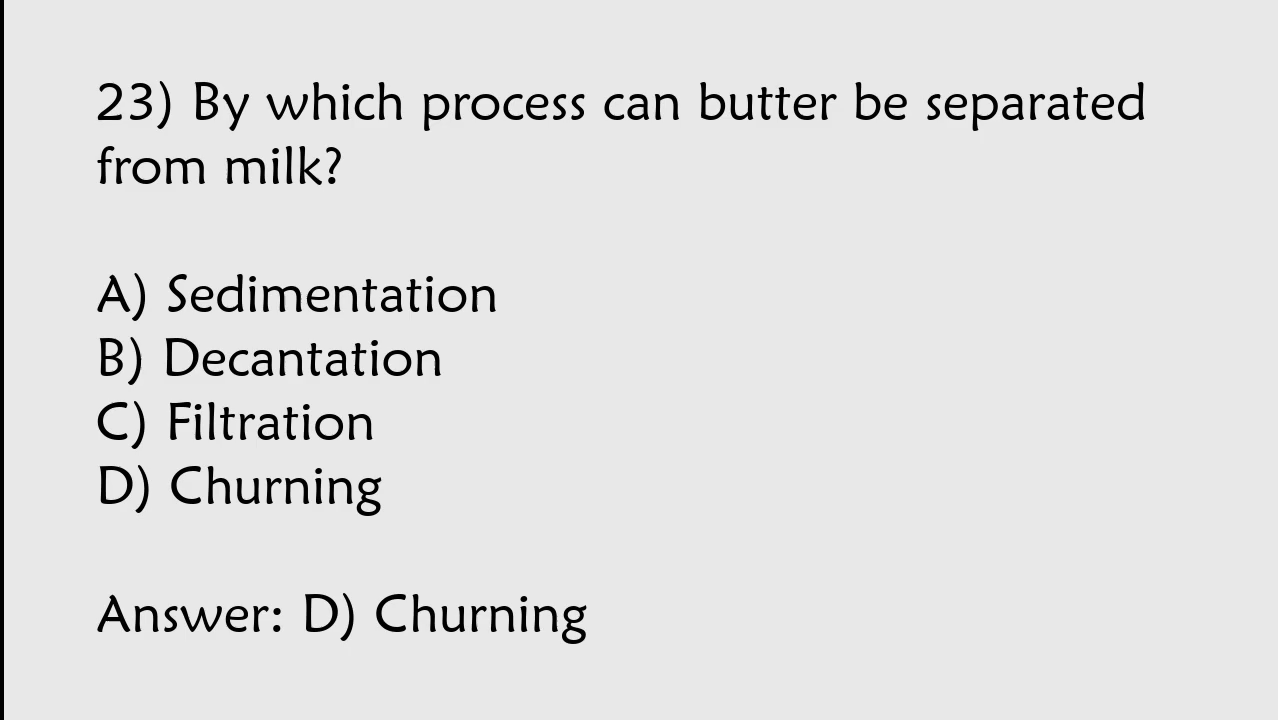 23) By which process can butter be separated
from milk?
A) Sedimentation
B) Decantation
C) Filtration
D) Churning
Answer: D) Churning